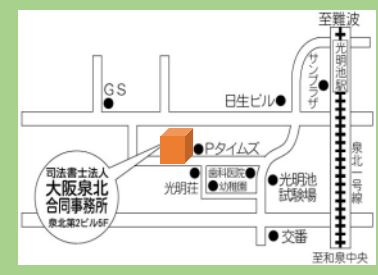 至難波
光明池駅
サンプラザ
GS
日生ビル
Pタイムズ
司法書士法人
大阪泉北
合同事務所
泉北第2ビル5F
歯科医院
幼稚園
光明荘
光明池
試験場
泉北一号線
交番
至和泉中央